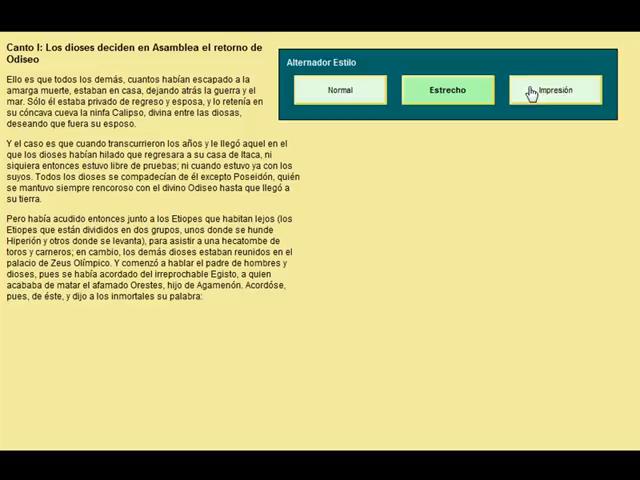 Canto I: Los dioses deciden en Asamblea el retorno de
Odiseo
Ello es que todos los demás, cuantos habían escapado a la
amarga muerte, estaban en casa, dejando atrás la guerra y el
mar. Sólo él estaba privado de regreso y esposa, y lo retenía en
su cóncava cueva la ninfa Calipso, divina entre las diosas,
deseando que fuera su esposo.
Y el caso es que cuando transcurrieron los años y le llegó aquel en el
que los dioses habían hilado que regresara a su casa de Itaca, ni
siquiera entonces estuvo libre de pruebas; ni cuando estuvo ya con los
suyos. Todos los dioses se compadecían de él excepto Poseidón, quién
se mantuvo siempre rencoroso con el divino Odiseo hasta que llegó a
su tierra.
Pero había acudido entonces junto a los Etiopes que habitan lejos (los
Etiopes que están divididos en dos grupos, unos donde se hunde
Hiperión y otros donde se levanta), para asistir a una hecatombe de
toros y carneros; en cambio, los demás dioses estaban reunidos en el
palacio de Zeus Olímpico. Y comenzó a hablar el padre de hombres y
dioses, pues se había acordado del irreprochable Egisto, a quien
acababa de matar el afamado Orestes, hijo de Agamenón. Acordóse,
pues, de éste, y dijo a los inmortales su palabra:
Alternador Estilo
Normal
Estrecho
Impresión